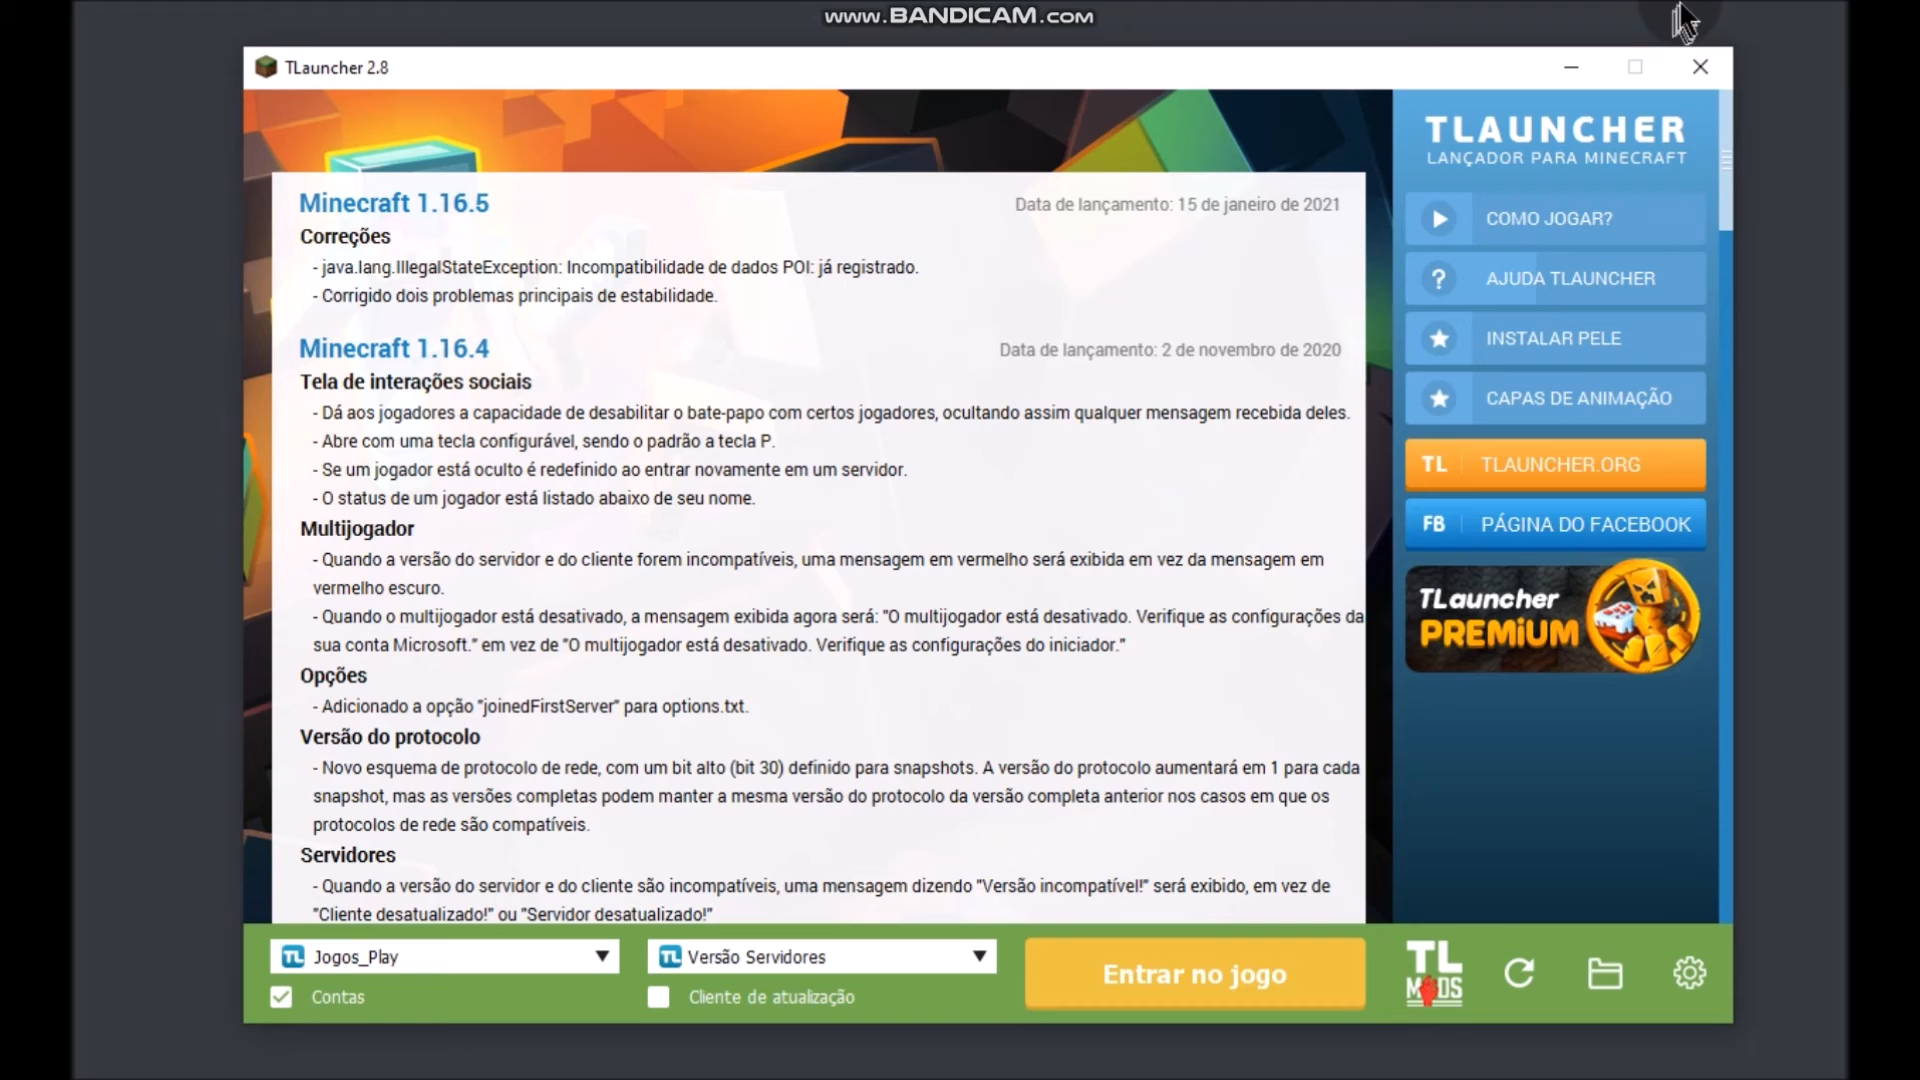 www.BANDICAM.com
TLauncher 2.8
TLAUNCHER
LANÇADOR PARA MINECRAFT
Minecraft 1.16.5
Data de lançamento: 15 de janeiro de 2021
Correções
- java.lang.IllegalStateException: Incompatibilidade de dados POI: já registrado.
- Corrigido dois problemas principais de estabilidade.
Minecraft 1.16.4
Data de lançamento: 2 de novembro de 2020
Tela de interações sociais
- Dá aos jogadores a capacidade de desabilitar o bate-papo com certos jogadores, ocultando assim qualquer mensagem recebida deles.
- Abre com uma tecla configurável, sendo o padrão a tecla P.
- Se um jogador está oculto é redefinido ao entrar novamente em um servidor.
- O status de um jogador está listado abaixo de seu nome.
Multijogador
- Quando a versão do servidor e do cliente forem incompatíveis, uma mensagem em vermelho será exibida em vez da mensagem em
vermelho escuro.
- Quando o multijogador está desativado, a mensagem exibida agora será: "O multijogador está desativado. Verifique as configurações da
sua conta Microsoft." em vez de "O multijogador está desativado. Verifique as configurações do iniciador."
Opções
- Adicionado a opção "joinedFirstServer" para options.txt.
Versão do protocolo
- Novo esquema de protocolo de rede, com um bit alto (bit 30) definido para snapshots. A versão do protocolo aumentará em 1 para cada
snapshot, mas as versões completas podem manter a mesma versão do protocolo da versão completa anterior nos casos em que os
protocolos de rede são compatíveis.
Servidores
- Quando a versão do servidor e do cliente são incompatíveis, uma mensagem dizendo "Versão incompatível!" será exibido, em vez de
"Cliente desatualizado!" ou "Servidor desatualizado!"
COMO JOGAR?
? AJUDA TLAUNCHER
INSTALAR PELE
CAPAS DE ANIMAÇÃO
TL TLAUNCHER.ORG
FB PÁGINA DO FACEBOOK
TLauncher
PREMiUM
TL Jogos_Play
Contas
TL Versão Servidores
Cliente de atualização
Entrar no jogo
TL
MODS